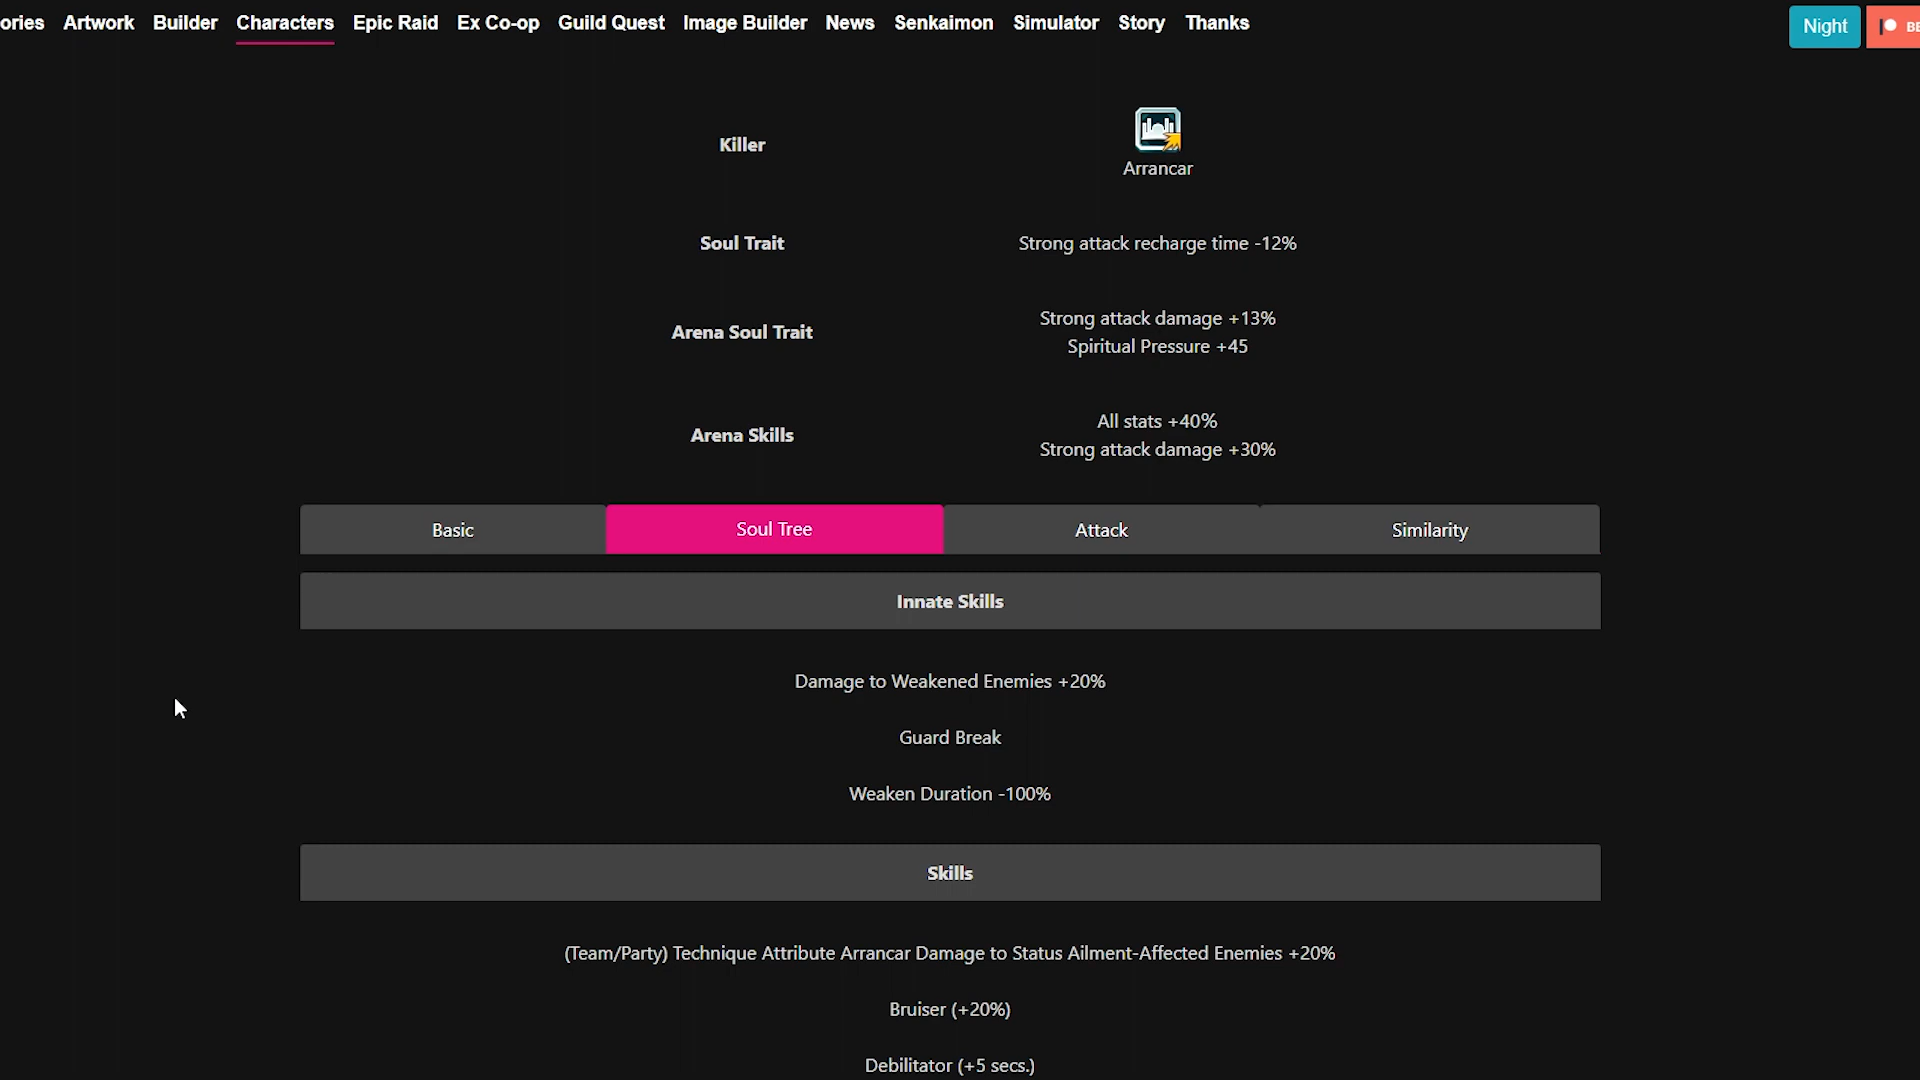 ories Artwork Builder Characters Epic Raid Ex Co-op Guild Quest Image Builder News Senkaimon Simulator Story Thanks Night BE
Killer
Arrancar
Soul Trait Strong attack recharge time -12%
Arena Soul Trait
Strong attack damage +13%
Spiritual Pressure +45
Arena Skills
All stats +40%
Strong attack damage +30%
Basic Soul Tree Attack Similarity
Innate Skills
Damage to Weakened Enemies +20%
Guard Break
Weaken Duration -100%
Skills
(Team/Party) Technique Attribute Arrancar Damage to Status Ailment-Affected Enemies +20%
Bruiser (+20%)
Debilitator (+5 secs.)